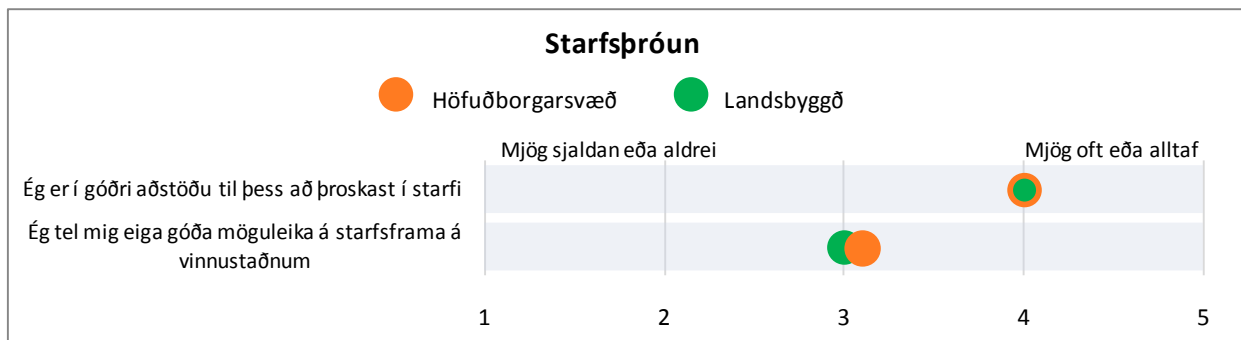 Starfsþróun
Höfuðborgarsvæð
Landsbyggð
Mjög sjaldan eða aldrei
Mjög oft eða alltaf
Ég er í góðri aðstöðu til þess að þroskast í starfi
Ég tel mig eiga góða möguleika á starfsframa á
vinnustaðnum
1 2 3 4 5